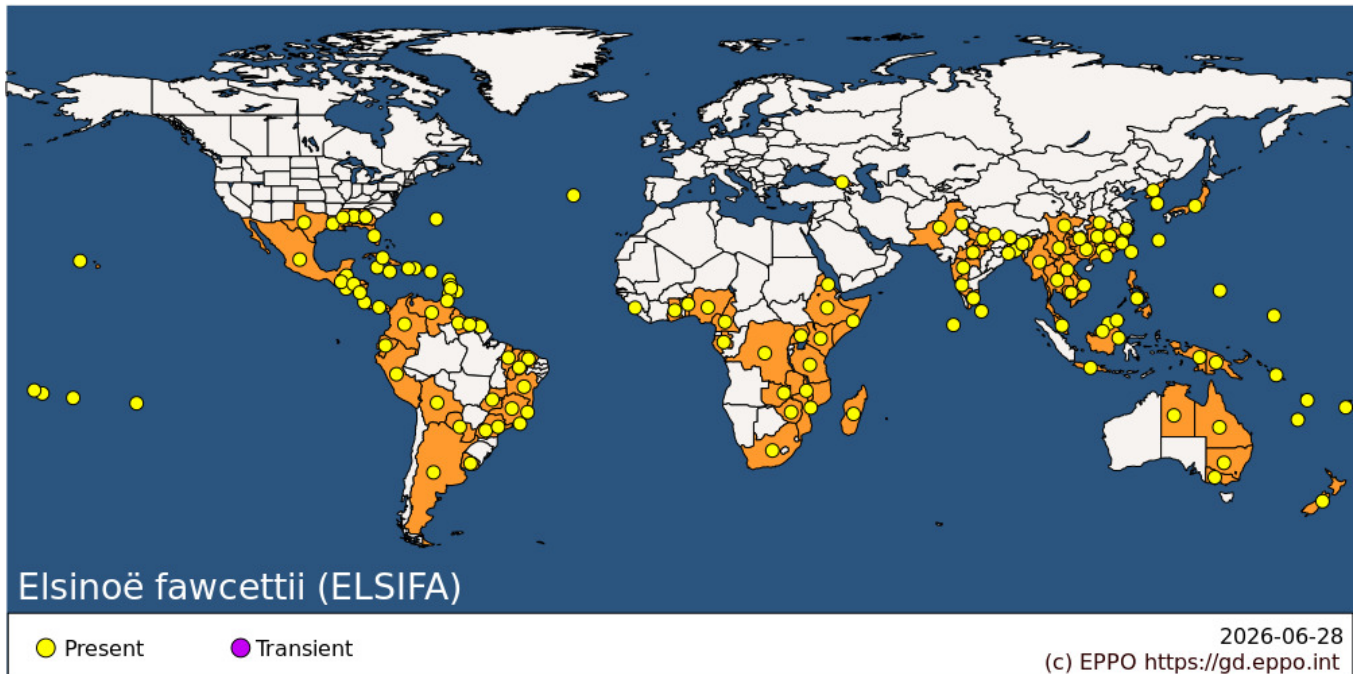 Elsinoë fawcettii (ELSIFA)
Present
Transient
2026-06-28
(c) EPPO https://gd.eppo.int